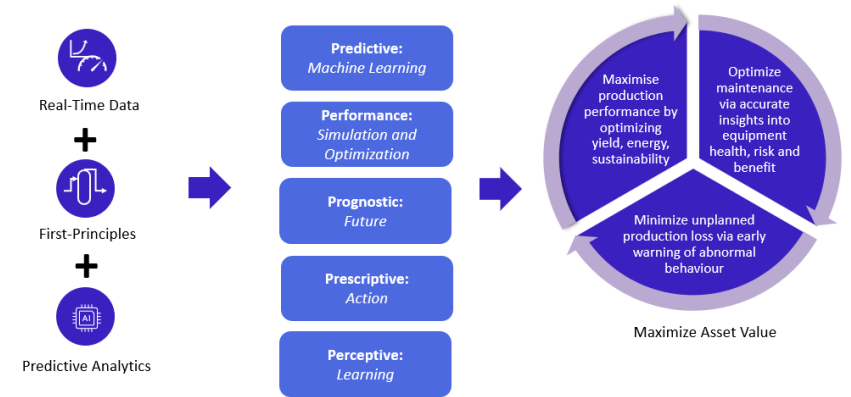 Real-Time Data
+
First-Principles
+
AI
Predictive Analytics
Predictive:
Machine Learning
Performance:
Simulation and
Optimization
Prognostic:
Future
Prescriptive:
Action
Perceptive:
Learning
Maximise
production
performance by
optimizing
yield, energy,
sustainability
Optimize
maintenance
via accurate
insights into
equipment
health, risk and
benefit
Minimize unplanned
production loss via early
warning of abnormal
behaviour
Maximize Asset Value